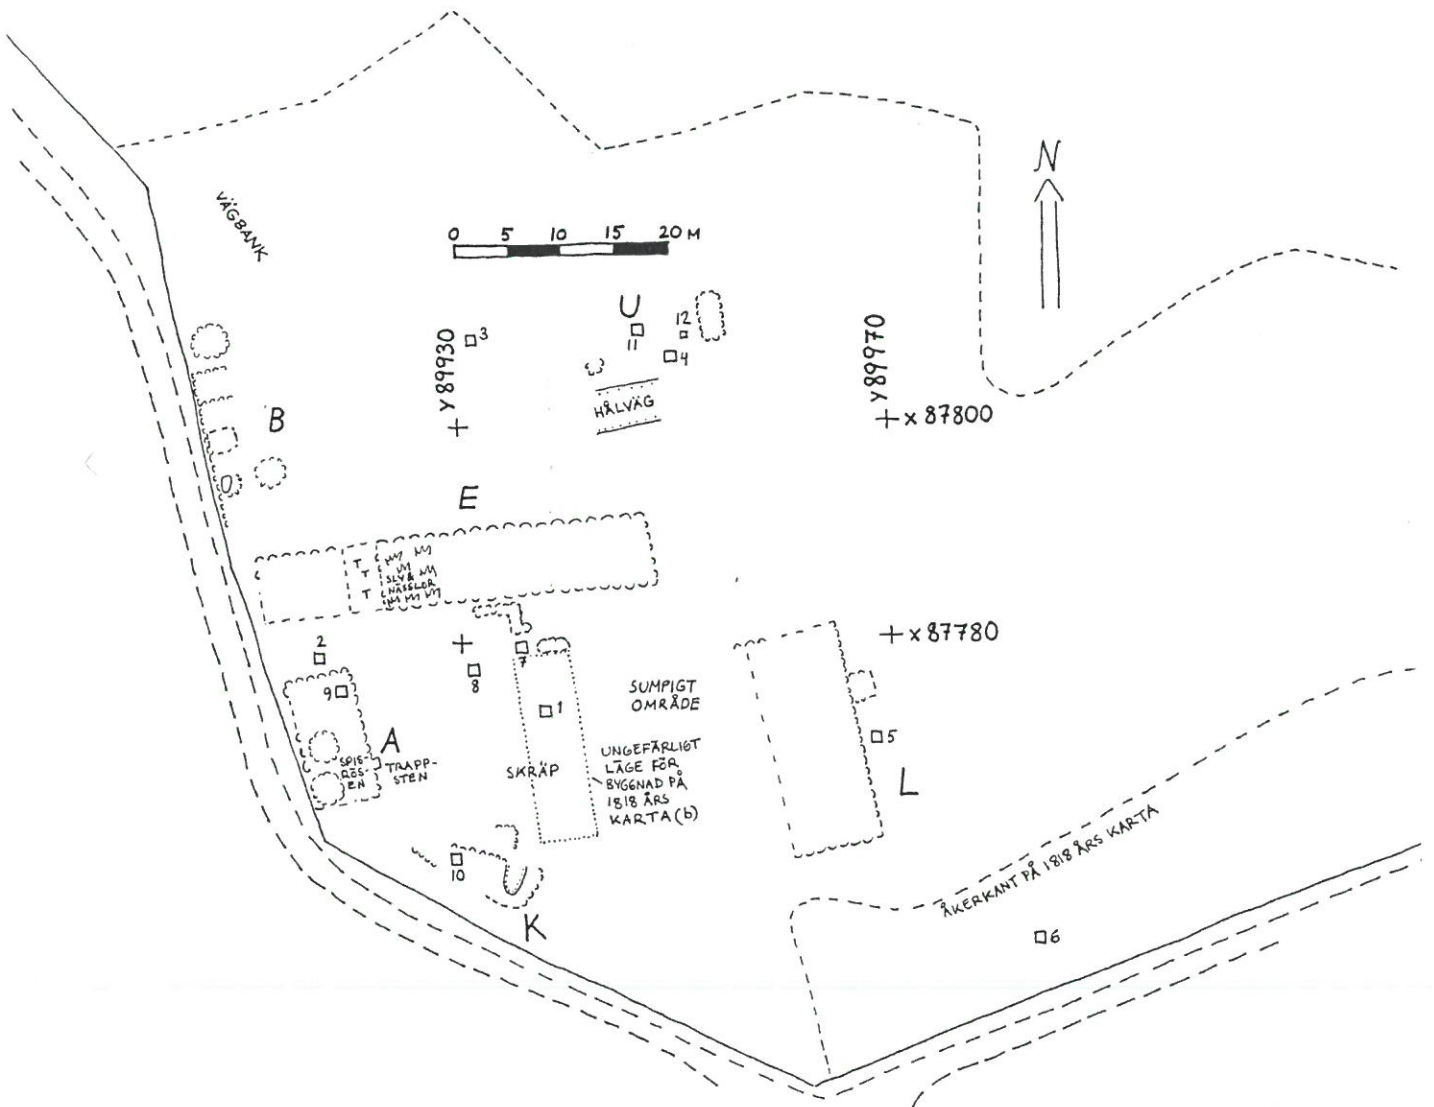 N
VÄGBANK
0 5 10 15 20 M
U
12
3
11
4
y 89930
y 89970
HÅLVÄG
x 87800
B
E
T
T
T
SLY &
NÄSSLOR
x 87780
2
7
8
9
1
SUMPIGT
OMRÅDE
5
A
SPIS-
RÖS-
EN
TRAPP-
STEN
SKRÄP
UNGEFÄRLIGT
LÄGE FÖR
BYGGNAD PÅ
1818 ÅRS
KARTA (b)
L
ÅKERKANT PÅ 1818 ÅRS KARTA
10
K
6